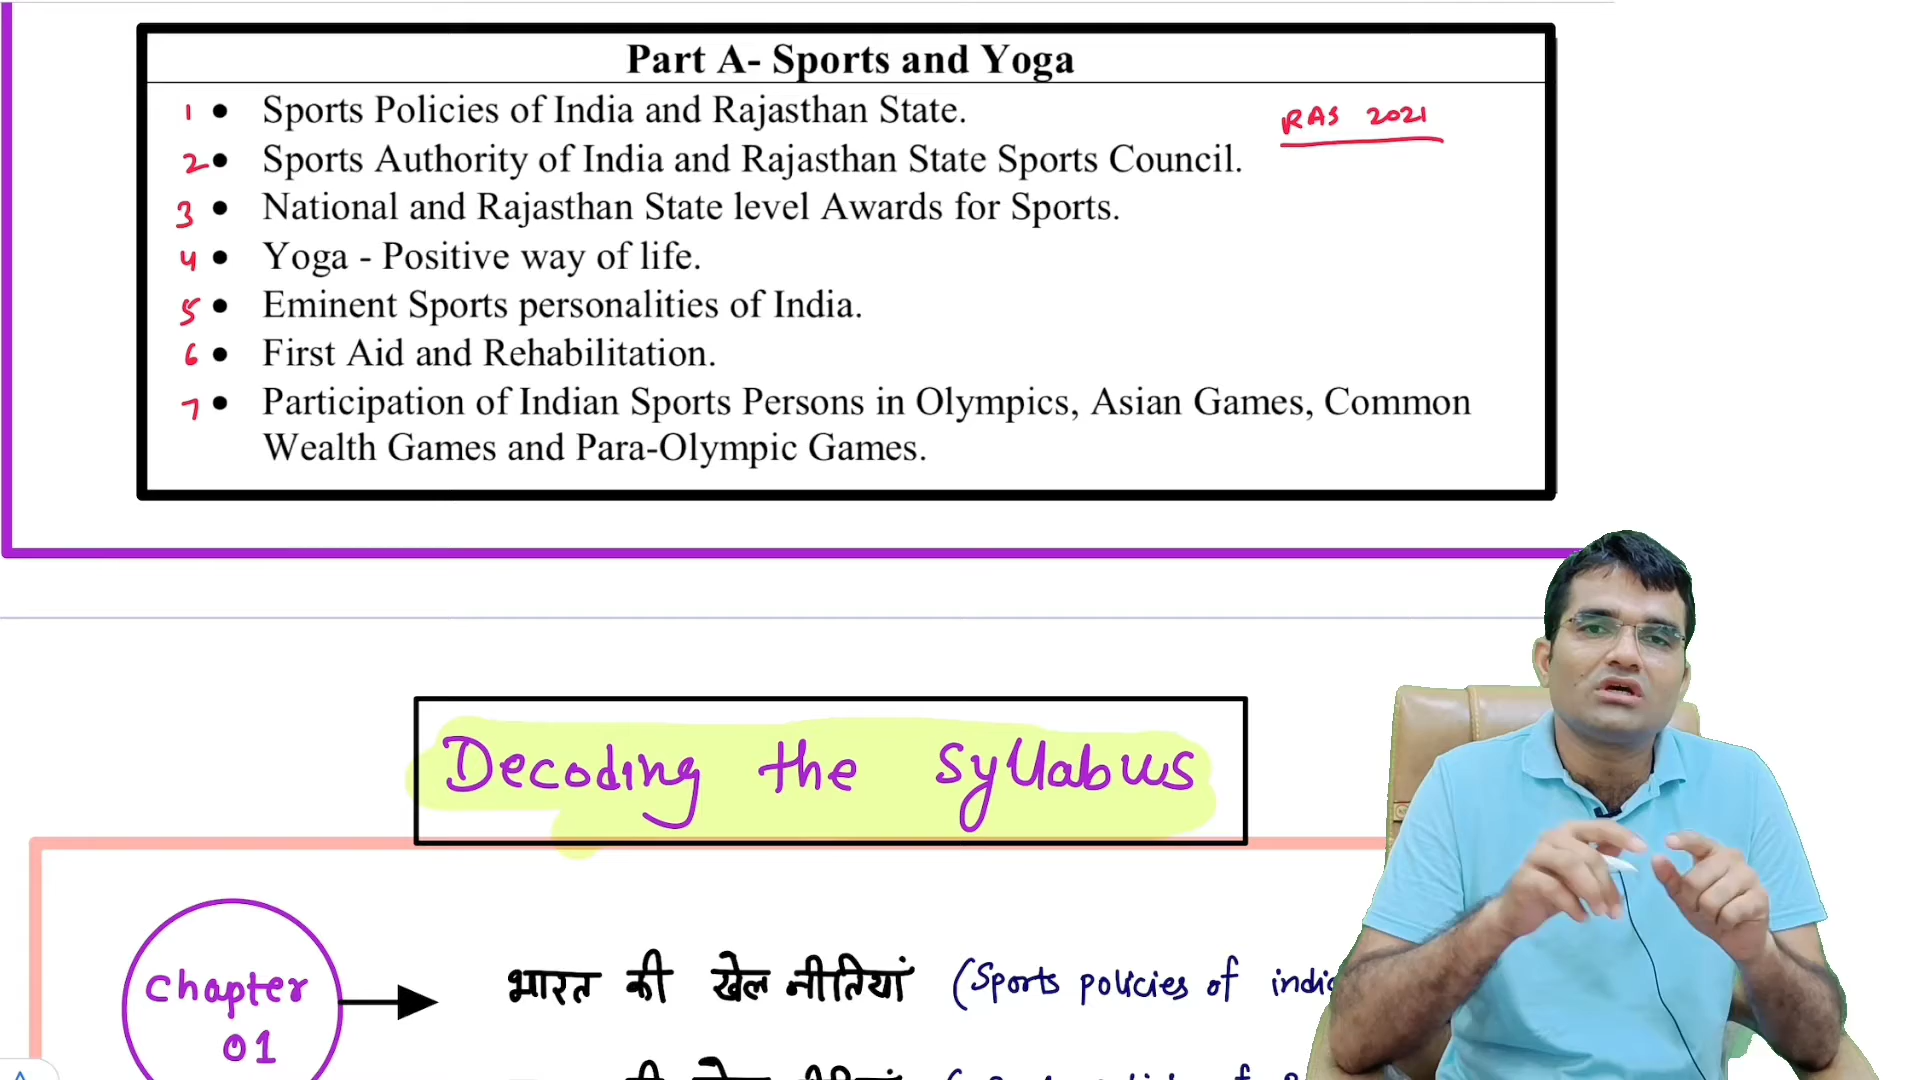 Part A- Sports and Yoga
1 • Sports Policies of India and Rajasthan State.
RAS 2021
2 • Sports Authority of India and Rajasthan State Sports Council.
3 • National and Rajasthan State level Awards for Sports.
4 • Yoga - Positive way of life.
5 • Eminent Sports personalities of India.
6 • First Aid and Rehabilitation.
7 • Participation of Indian Sports Persons in Olympics, Asian Games, Common
Wealth Games and Para-Olympic Games.
Decoding the syllabus
Chapter
01
भारत की खेल नीतियां (Sports policies of india